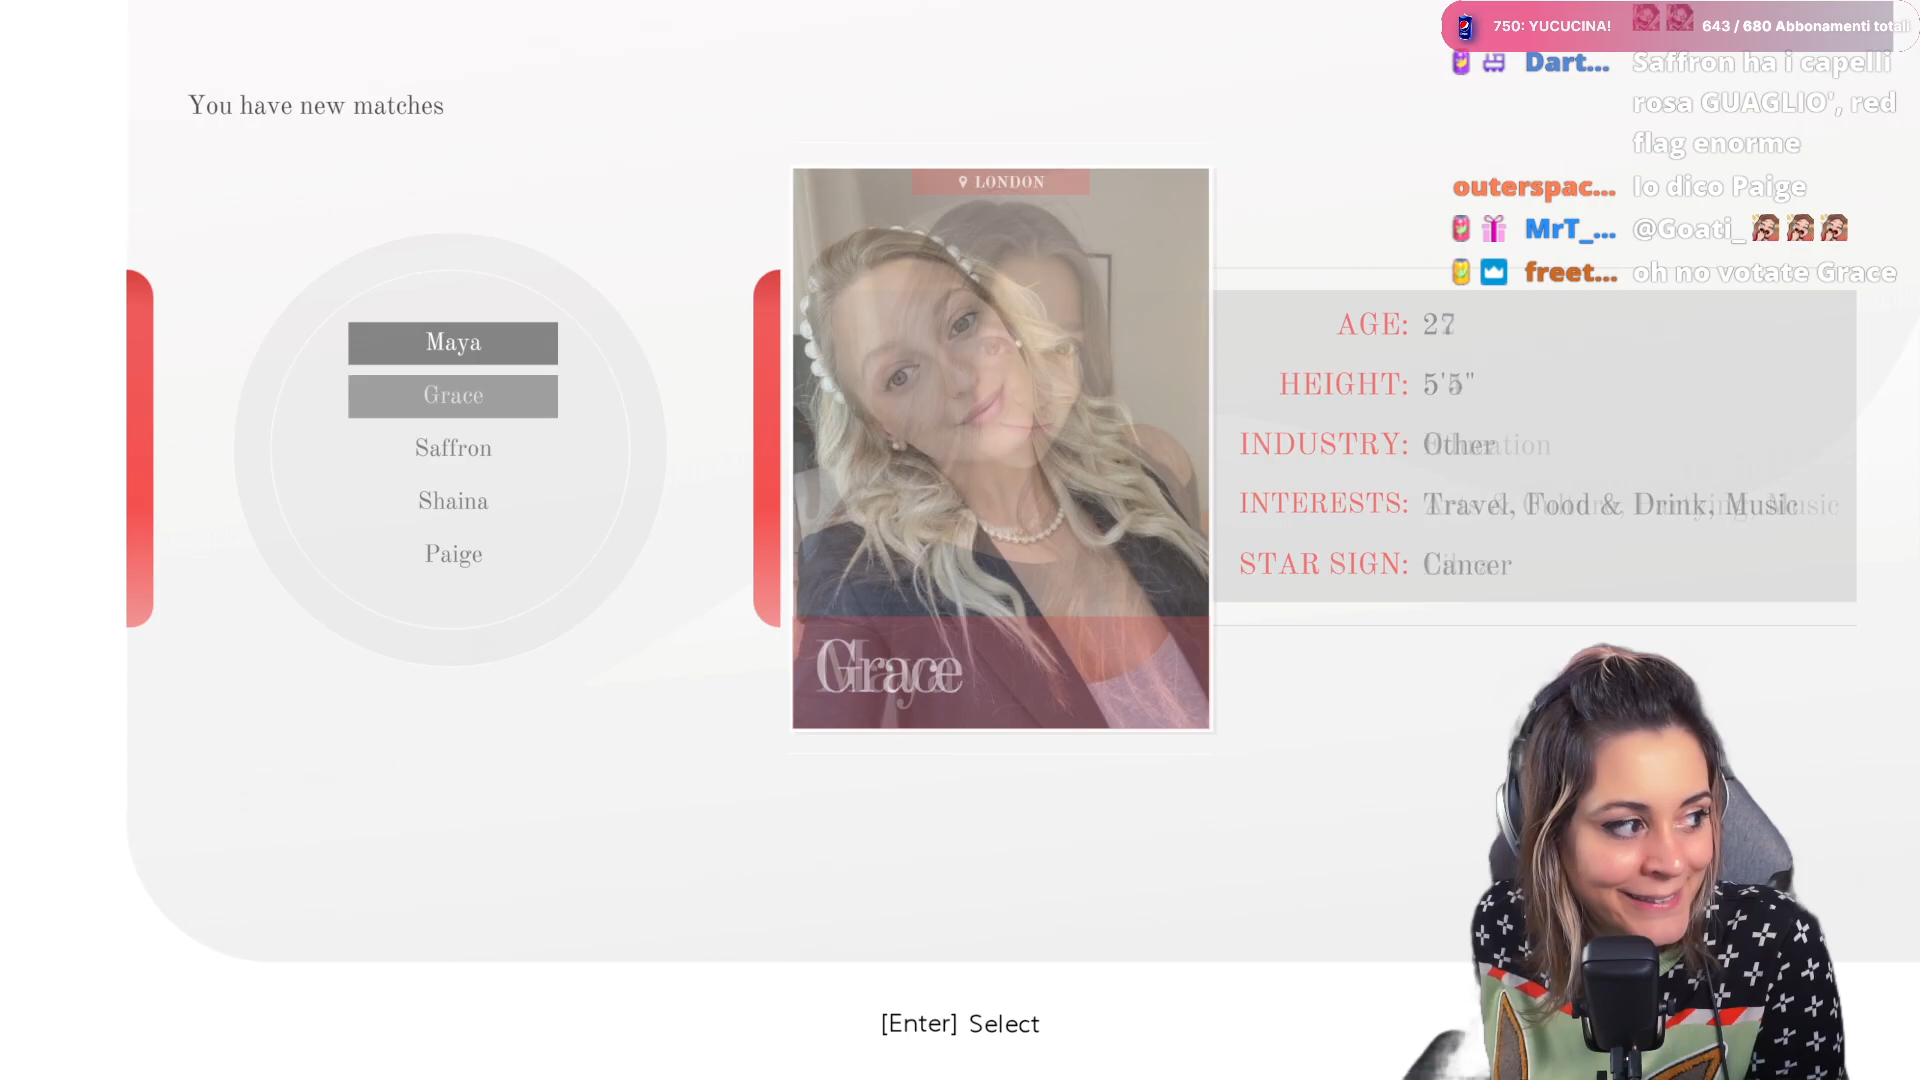 You have new matches
Maya
Grace
Saffron
Shaina
Paige
LONDON
Grace
AGE: 27
HEIGHT: 5'5"
INDUSTRY: Other
INTERESTS: Travel, Food & Drink, Music
STAR SIGN: Cancer
[Enter] Select
750: YUCUCINA!
643 / 680 Abbonamenti totali
Dart... Saffron ha i capelli
rosa GUAGLIO', red
flag enorme
outerspac... Io dico Paige
MrT_... @Goati_
freet... oh no votate Grace